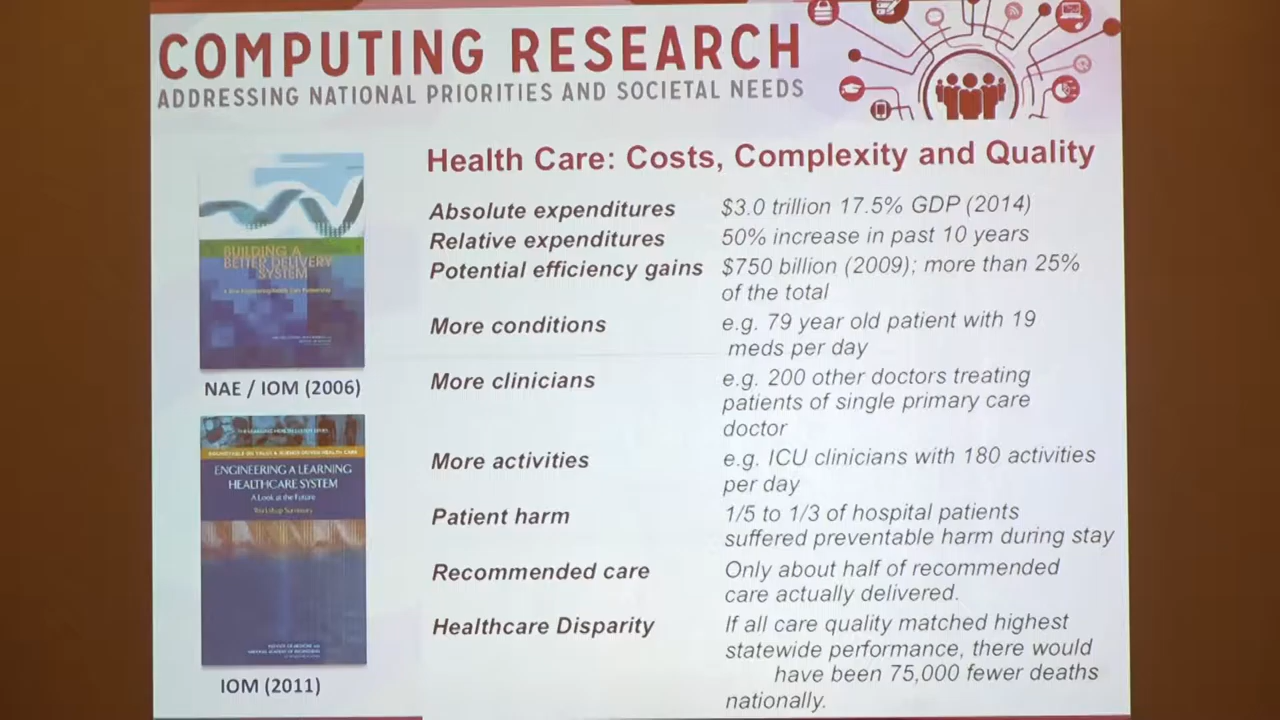 COMPUTING RESEARCH
ADDRESSING NATIONAL PRIORITIES AND SOCIETAL NEEDS
Health Care: Costs, Complexity and Quality
BUILDING A
BETTER DELIVERY
SYSTEM
NAE / IOM (2006)
ENGINEERING A LEARNING
HEALTHCARE SYSTEM
A Look at the Future
Workshop Summary
IOM (2011)
Absolute expenditures $3.0 trillion 17.5% GDP (2014)
Relative expenditures 50% increase in past 10 years
Potential efficiency gains $750 billion (2009); more than 25%
of the total
More conditions e.g. 79 year old patient with 19
meds per day
More clinicians e.g. 200 other doctors treating
patients of single primary care
doctor
More activities e.g. ICU clinicians with 180 activities
per day
Patient harm 1/5 to 1/3 of hospital patients
suffered preventable harm during stay
Recommended care Only about half of recommended
care actually delivered.
Healthcare Disparity If all care quality matched highest
statewide performance, there would
have been 75,000 fewer deaths
nationally.